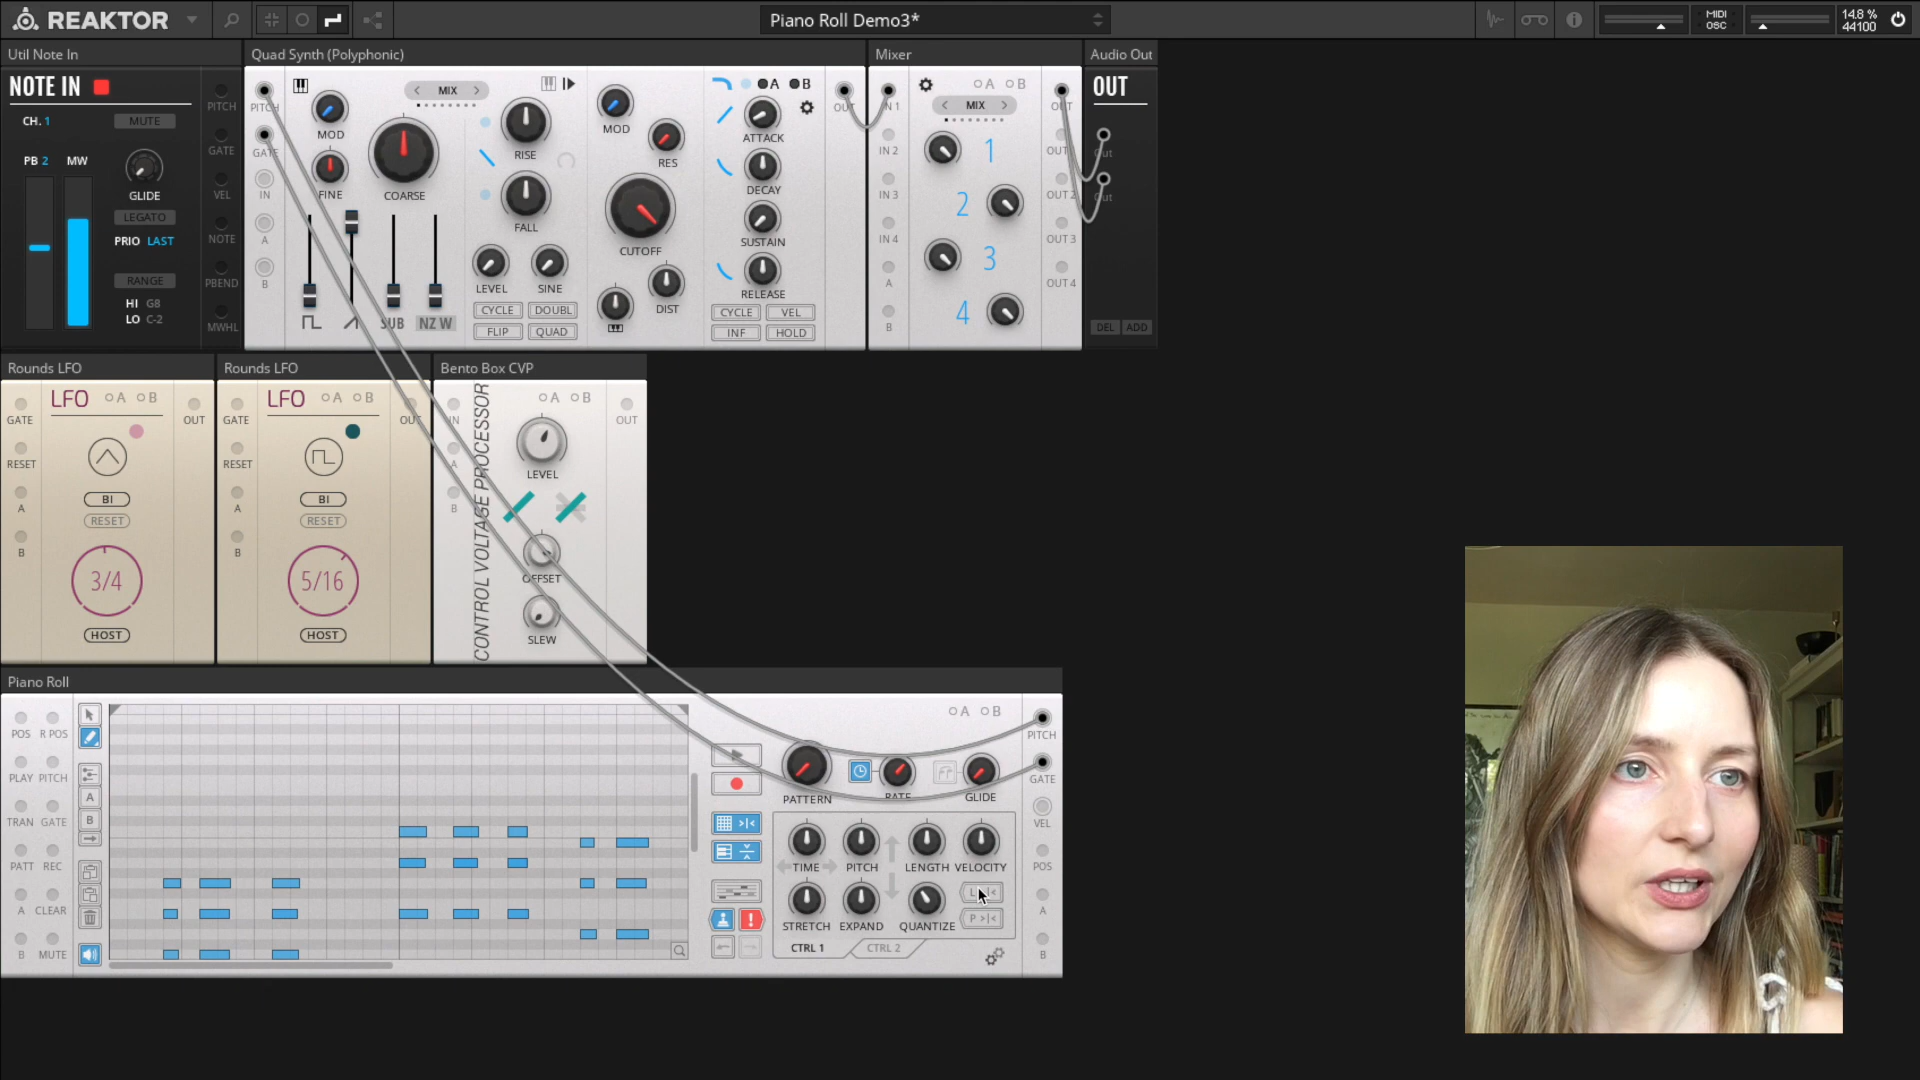 REAKTOR
Piano Roll Demo3*
MIDI
OSC
14.8 %
44100
Util Note In
NOTE IN
CH. 1
MUTE
PB 2
MW
GLIDE
LEGATO
PRIO LAST
RANGE
HI G8
LO C-2
PITCH
GATE
VEL
NOTE
PBEND
MWHL
Quad Synth (Polyphonic)
PITCH
GATE
IN
A
B
MOD
FINE
MIX
COARSE
SUB
NZ W
RISE
FALL
LEVEL
SINE
CYCLE
DOUBL
FLIP
QUAD
MOD
RES
CUTOFF
DIST
A
B
ATTACK
DECAY
SUSTAIN
RELEASE
CYCLE
VEL
INF
HOLD
OUT
Mixer
IN 1
IN 2
IN 3
IN 4
A
B
A
B
MIX
1
2
3
4
OUT
OUT
OUT 2
OUT 3
OUT 4
Audio Out
OUT
Out
Out
DEL
ADD
Rounds LFO
GATE
RESET
A
B
LFO
A
B
BI
RESET
3/4
HOST
OUT
Rounds LFO
GATE
RESET
A
B
LFO
A
B
BI
RESET
5/16
HOST
OUT
Bento Box CVP
IN
A
B
CONTROL VOLTAGE PROCESSOR
A
B
LEVEL
OFFSET
SLEW
OUT
Piano Roll
POS
R POS
PLAY
PITCH
TRAN
GATE
PATT
REC
A
CLEAR
B
MUTE
A
B
A
B
PATTERN
RATE
GLIDE
TIME
PITCH
LENGTH
VELOCITY
STRETCH
EXPAND
QUANTIZE
L
P >|<
CTRL 1
CTRL 2
PITCH
GATE
VEL
POS
A
B